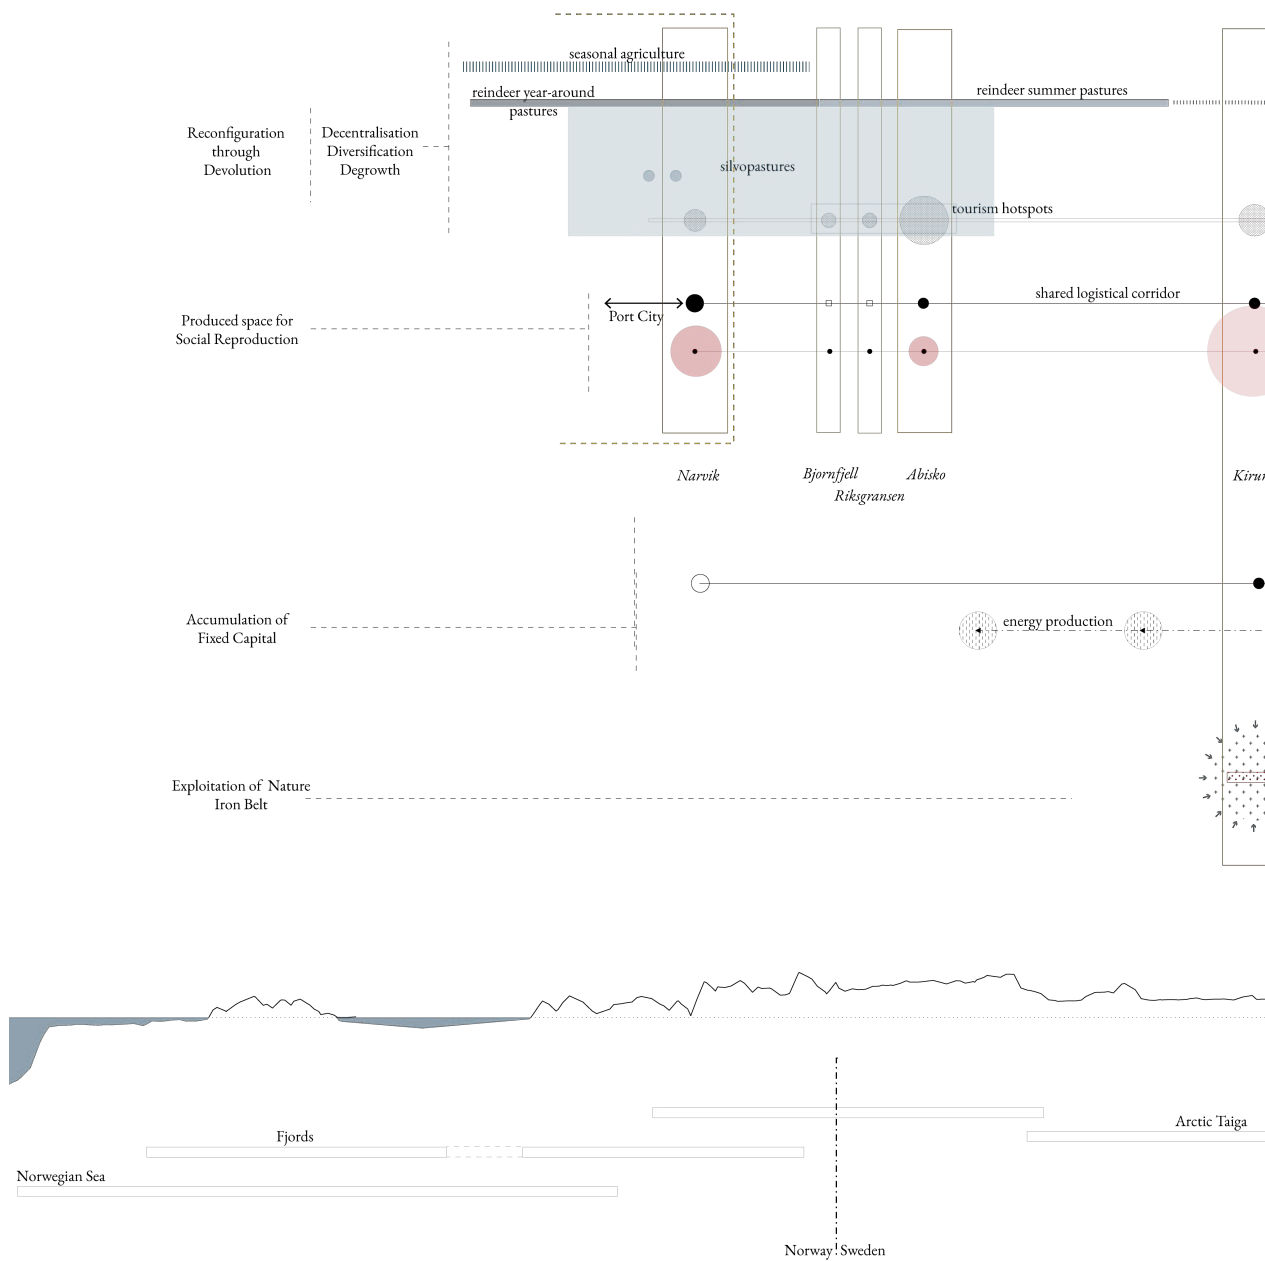 seasonal agriculture
reindeer year-around
pastures
reindeer summer pastures
Reconfiguration
through
Devolution
Decentralisation
Diversification
Degrowth
silvopastures
tourism hotspots
shared logistical corridor
Port City
Produced space for
Social Reproduction
Narvik
Bjornfjell
Riksgransen
Abisko
Kirun
Accumulation of
Fixed Capital
energy production
Exploitation of Nature
Iron Belt
Arctic Taiga
Fjords
Norwegian Sea
Norway Sweden